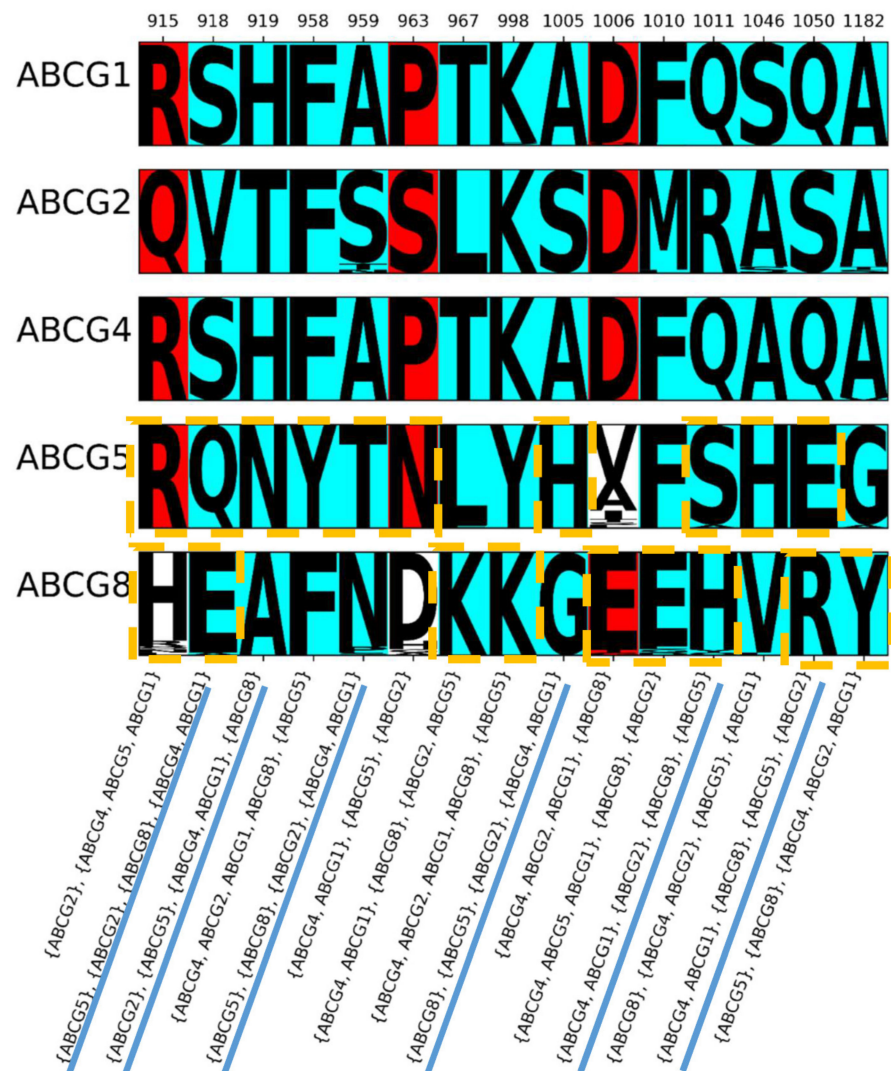 915 918 919 958 959 963 967 998 1005 1006 1010 1011 1046 1050 1182
ABCG1 RSHFAPTKADFQSQA
ABCG2 QVTFSSLKSDMRASA
ABCG4 RSHFAPTKADFQAQA
ABCG5 RQNYTNLYHXFSHEG
ABCG8 HEAFNDKKGEEHVRY
{ABCG2}, {ABCG4, ABCG5, ABCG1}
{ABCG5}, {ABCG2}, {ABCG8}, {ABCG4, ABCG1}
{ABCG2}, {ABCG5}, {ABCG4, ABCG1}, {ABCG8}
{ABCG4, ABCG2, ABCG1, ABCG8}, {ABCG5}
{ABCG5}, {ABCG8}, {ABCG2}, {ABCG4, ABCG1}
{ABCG4, ABCG1}, {ABCG5}, {ABCG2}
{ABCG4, ABCG1}, {ABCG8}, {ABCG2, ABCG5}
{ABCG4, ABCG2, ABCG1, ABCG8}, {ABCG5}
{ABCG8}, {ABCG5}, {ABCG2}, {ABCG4, ABCG1}
{ABCG4, ABCG2, ABCG1}, {ABCG8}
{ABCG4, ABCG5, ABCG1}, {ABCG8}, {ABCG2}
{ABCG4, ABCG1}, {ABCG2}, {ABCG8}, {ABCG5}
{ABCG8}, {ABCG4, ABCG2}, {ABCG5}, {ABCG1}
{ABCG4, ABCG1}, {ABCG8}, {ABCG5}, {ABCG2}
{ABCG5}, {ABCG8}, {ABCG4, ABCG2, ABCG1}